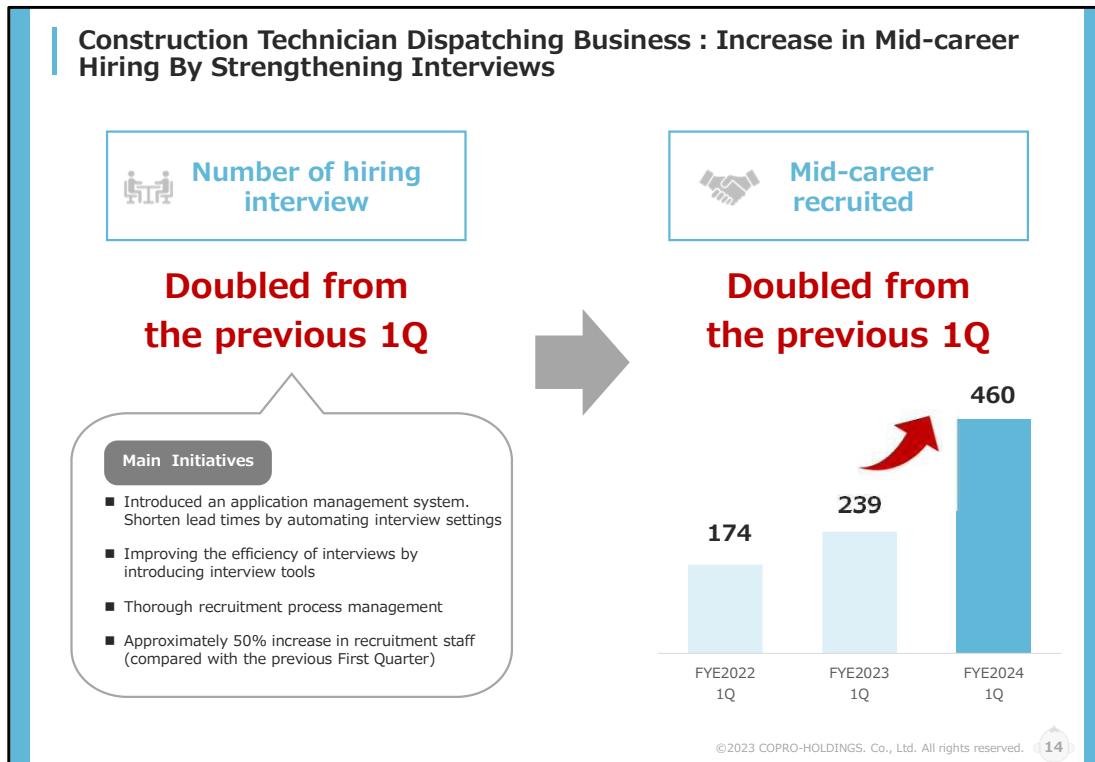 Construction Technician Dispatching Business : Increase in Mid-career
Hiring By Strengthening Interviews
Number of hiring
interview
Doubled from
the previous 1Q
Main Initiatives
■ Introduced an application management system.
Shorten lead times by automating interview settings
■ Improving the efficiency of interviews by
introducing interview tools
■ Thorough recruitment process management
■ Approximately 50% increase in recruitment staff
(compared with the previous First Quarter)
Mid-career
recruited
Doubled from
the previous 1Q
174
239
460
FYE2022
1Q
FYE2023
1Q
FYE2024
1Q
©2023 COPRO-HOLDINGS. Co., Ltd. All rights reserved.
14